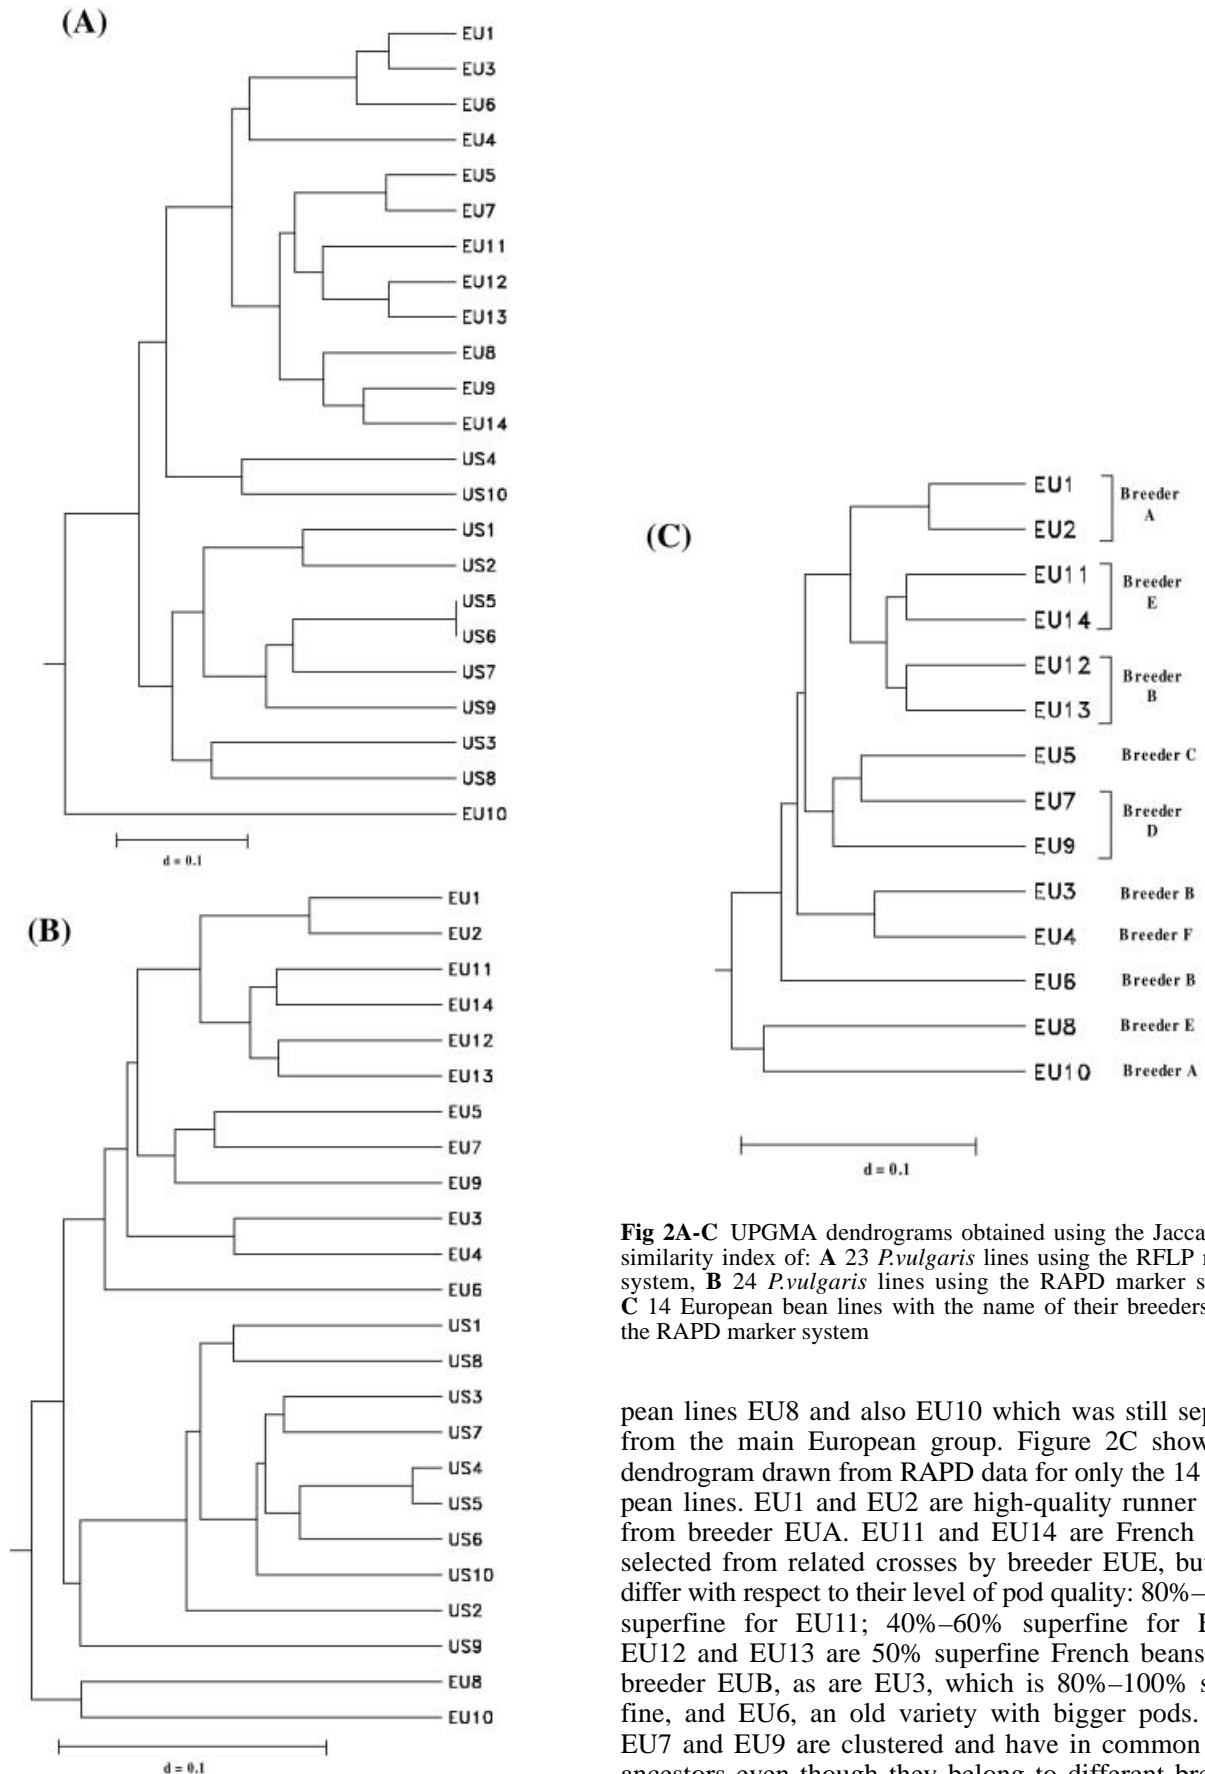 (A)
EU1
EU3
EU6
EU4
EU5
EU7
EU11
EU12
EU13
EU8
EU9
EU14
US4
US10
US1
US2
US5
US6
US7
US9
US3
US8
EU10
d = 0.1
(B)
EU1
EU2
EU11
EU14
EU12
EU13
EU5
EU7
EU9
EU3
EU4
EU6
US1
US8
US3
US7
US4
US5
US6
US10
US2
US9
EU8
EU10
d = 0.1
(C)
EU1
EU2
Breeder
A
EU11
EU14
Breeder
E
EU12
EU13
Breeder
B
EU5 Breeder C
EU7
EU9
Breeder
D
EU3 Breeder B
EU4 Breeder F
EU6 Breeder B
EU8 Breeder E
EU10 Breeder A
d = 0.1
Fig 2A-C UPGMA dendrograms obtained using the Jacca
similarity index of: A 23 P.vulgaris lines using the RFLP
system, B 24 P.vulgaris lines using the RAPD marker s
C 14 European bean lines with the name of their breeders
the RAPD marker system
pean lines EU8 and also EU10 which was still sep
from the main European group. Figure 2C show
dendrogram drawn from RAPD data for only the 14
pean lines. EU1 and EU2 are high-quality runner
from breeder EUA. EU11 and EU14 are French
selected from related crosses by breeder EUE, but
differ with respect to their level of pod quality: 80%–
superfine for EU11; 40%–60% superfine for E
EU12 and EU13 are 50% superfine French beans
breeder EUB, as are EU3, which is 80%–100% s
fine, and EU6, an old variety with bigger pods.
EU7 and EU9 are clustered and have in common
ancestors even though they belong to different bre